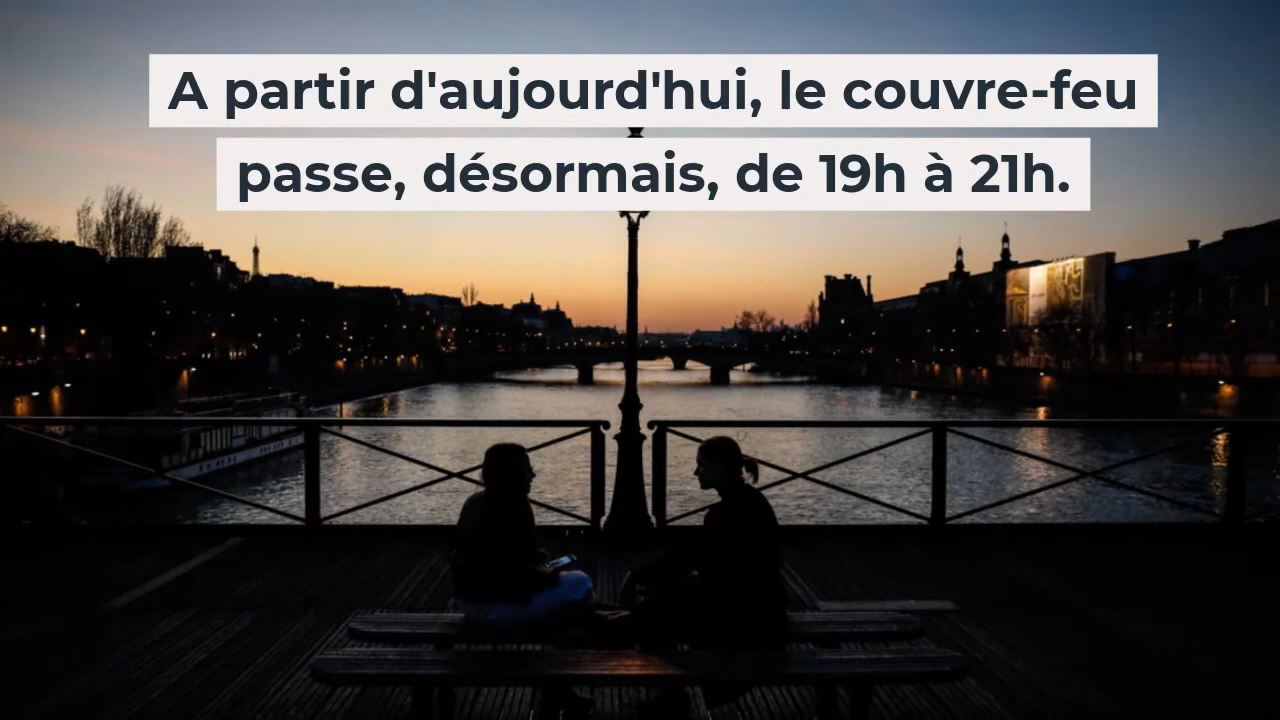 A partir d'aujourd'hui, le couvre-feu
passe, désormais, de 19h à 21h.